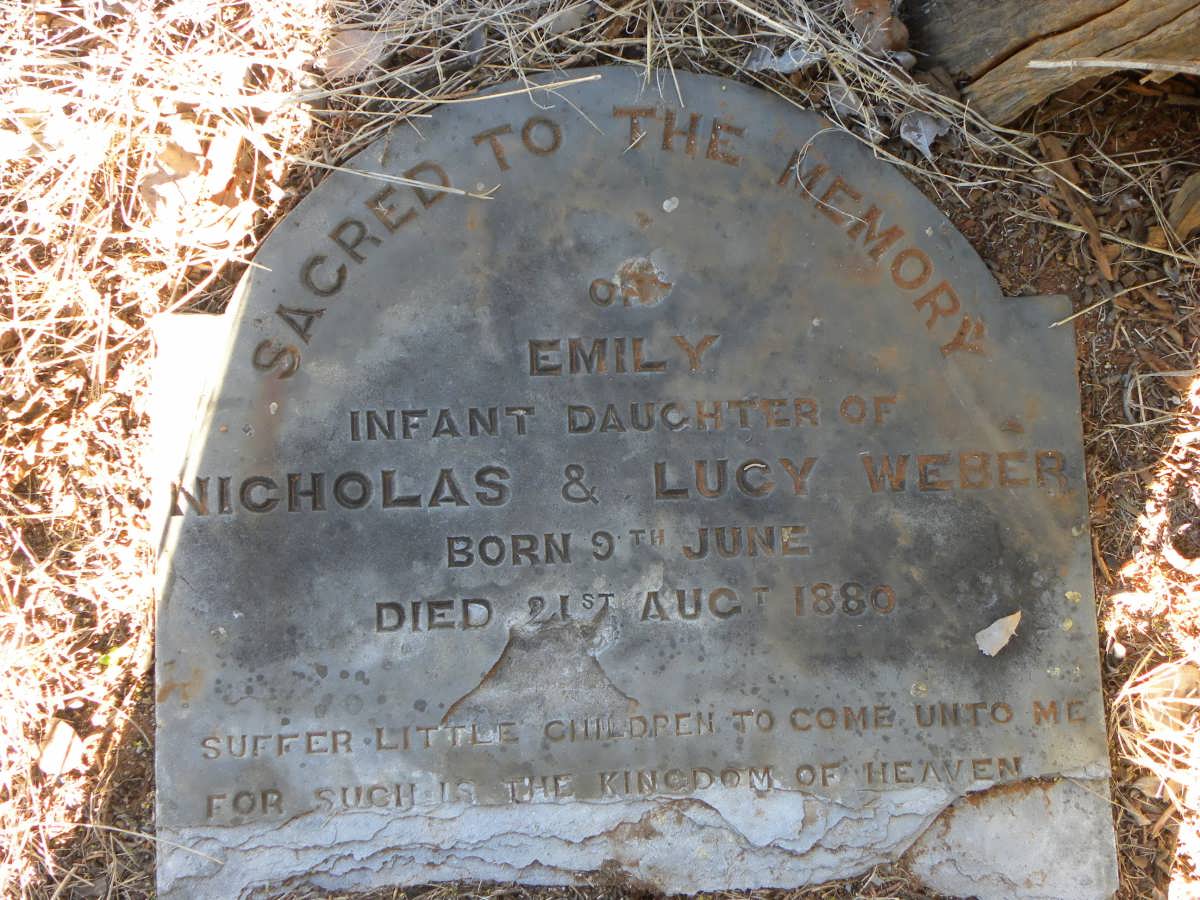 SACRED TO THE MEMORY
OF
EMILY
INFANT DAUGHTER OF
NICHOLAS & LUCY WEBER
BORN 9TH JUNE
DIED 21ST AUGT 1880
SUFFER LITTLE CHILDREN TO COME UNTO ME
FOR SUCH IS THE KINGDOM OF HEAVEN